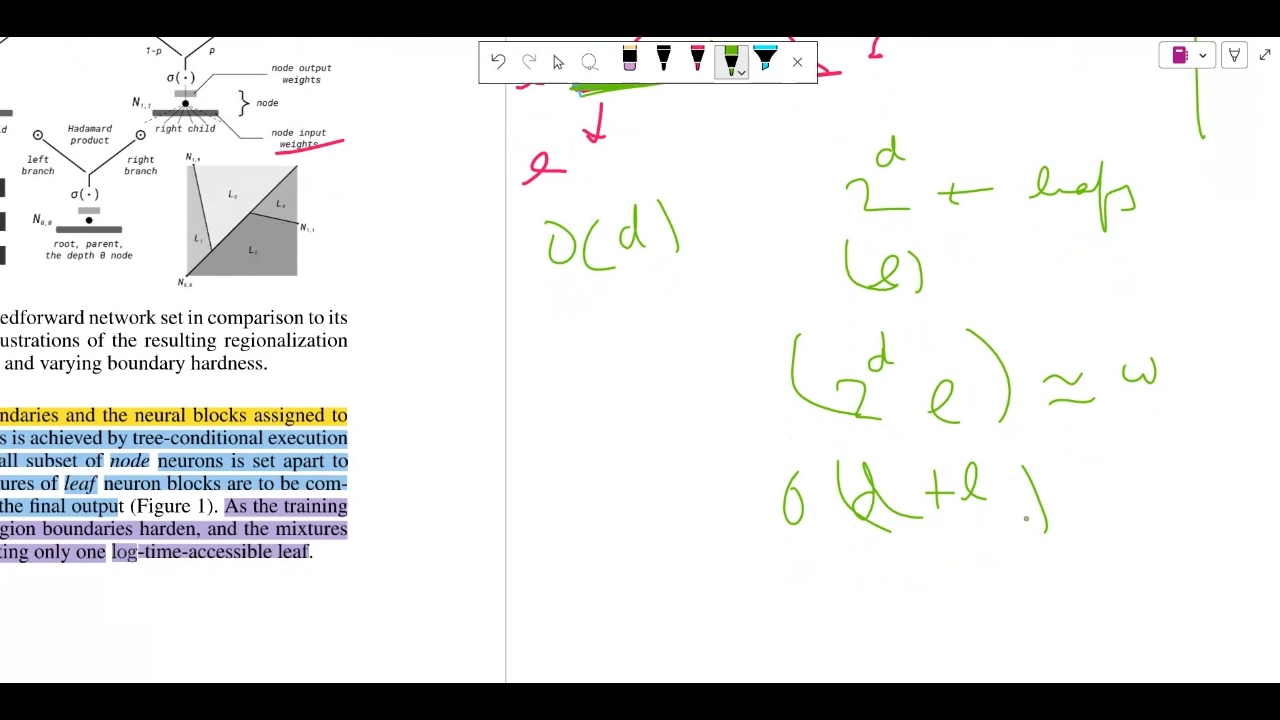 1-p p
σ(·)
node output
weights
N₁,₁
node
right child
node input
weights
Hadamard
product
left
branch
right
branch
σ(·)
N₀,₀
root, parent,
the depth 0 node
N₁,₀
L₂
L₃
L₁
N₁,₁
N₀,₀
edforward network set in comparison to its
ustrations of the resulting regionalization
and varying boundary hardness.
ndaries and the neural blocks assigned to
s is achieved by tree-conditional execution
all subset of node neurons is set apart to
ures of leaf neuron blocks are to be com-
the final output (Figure 1). As the training
gion boundaries harden, and the mixtures
ting only one log-time-accessible leaf.
l
O(d)
2^d ← leafs
(l)
(2^d l) ≈ w
O(d+l)